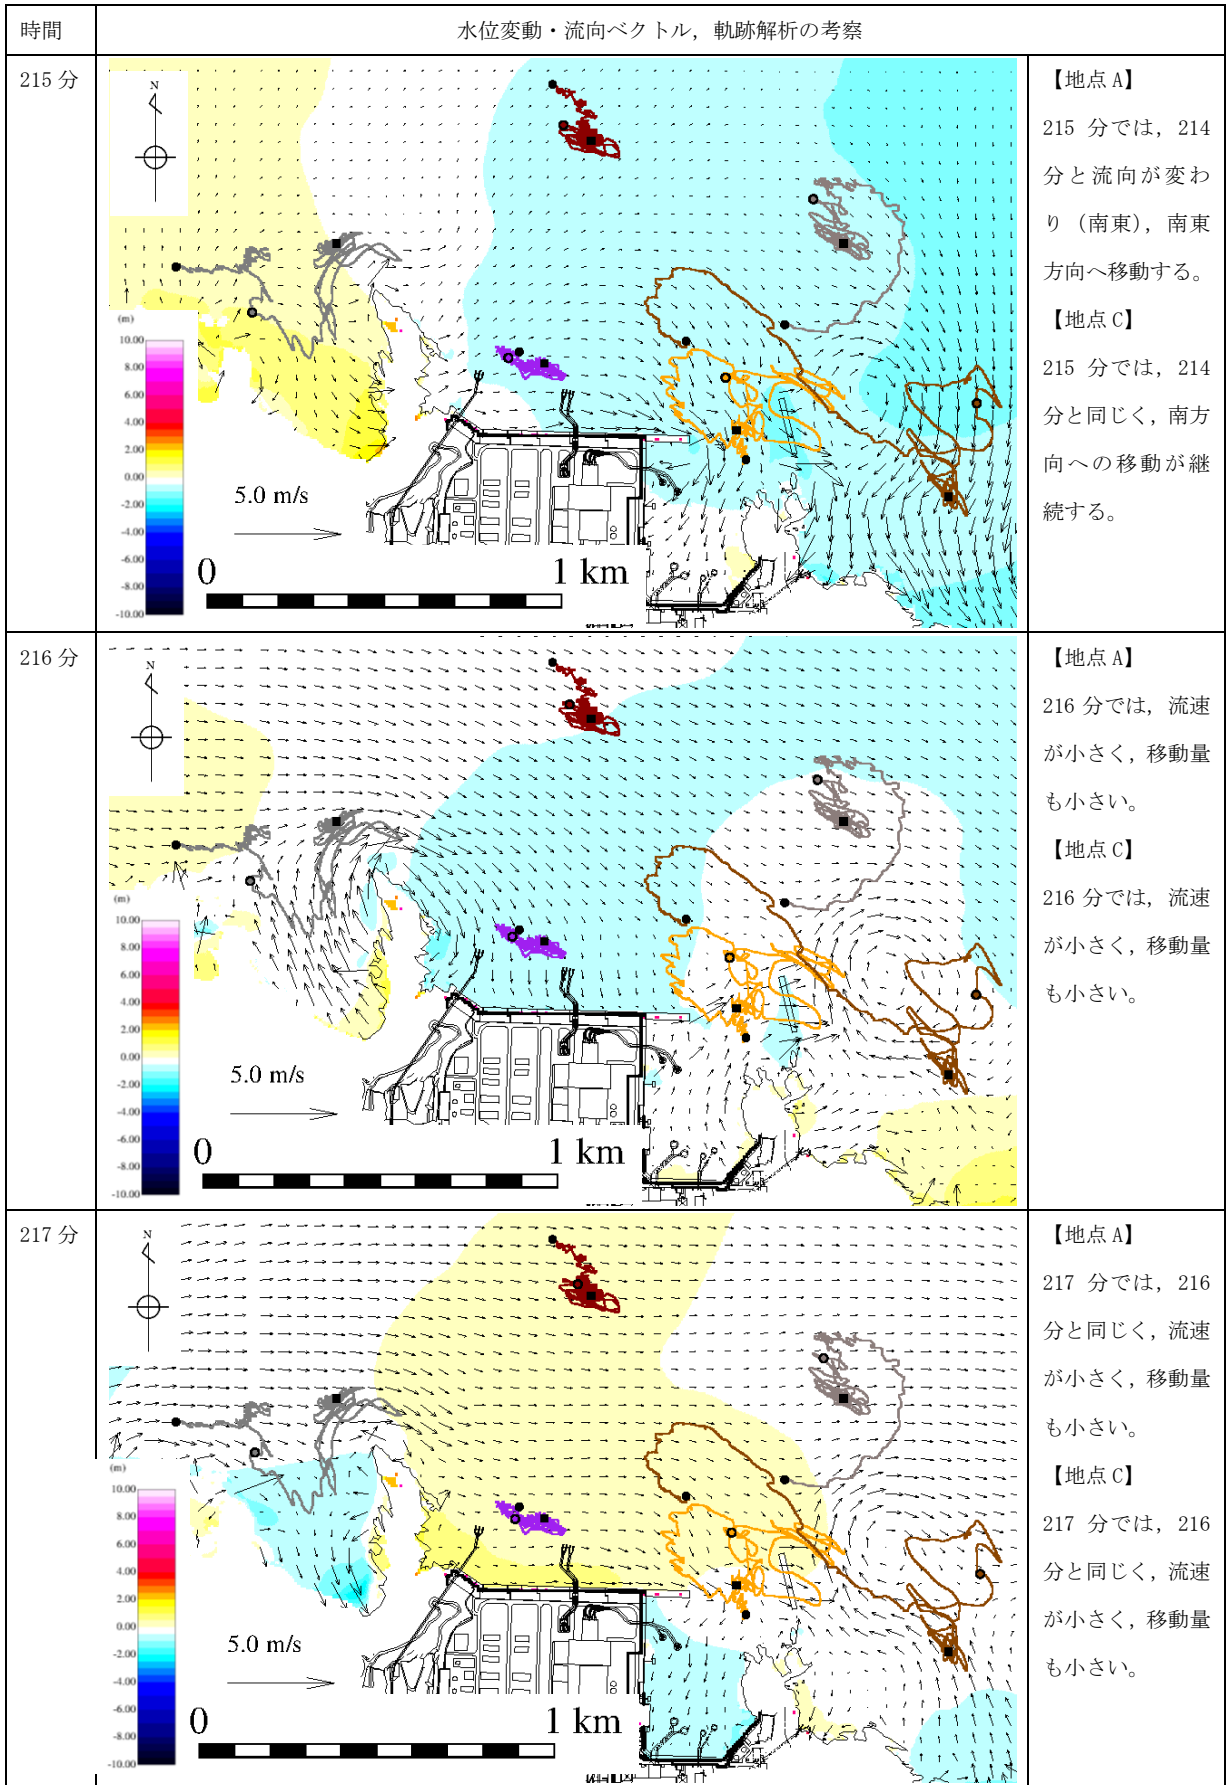 時間
水位変動・流向ベクトル，軌跡解析の考察
215 分
N
(m)
10.00
8.00
6.00
4.00
2.00
0.00
-2.00
-4.00
-6.00
-8.00
-10.00
5.0 m/s
0
1 km
【地点 A】
215 分では，214
分と流向が変わ
り（南東），南東
方向へ移動する。
【地点 C】
215 分では，214
分と同じく，南方
向への移動が継
続する。
216 分
N
(m)
10.00
8.00
6.00
4.00
2.00
0.00
-2.00
-4.00
-6.00
-8.00
-10.00
5.0 m/s
0
1 km
【地点 A】
216 分では，流速
が小さく，移動量
も小さい。
【地点 C】
216 分では，流速
が小さく，移動量
も小さい。
217 分
N
(m)
10.00
8.00
6.00
4.00
2.00
0.00
-2.00
-4.00
-6.00
-8.00
-10.00
5.0 m/s
0
1 km
【地点 A】
217 分では，216
分と同じく，流速
が小さく，移動量
も小さい。
【地点 C】
217 分では，216
分と同じく，流速
が小さく，移動量
も小さい。